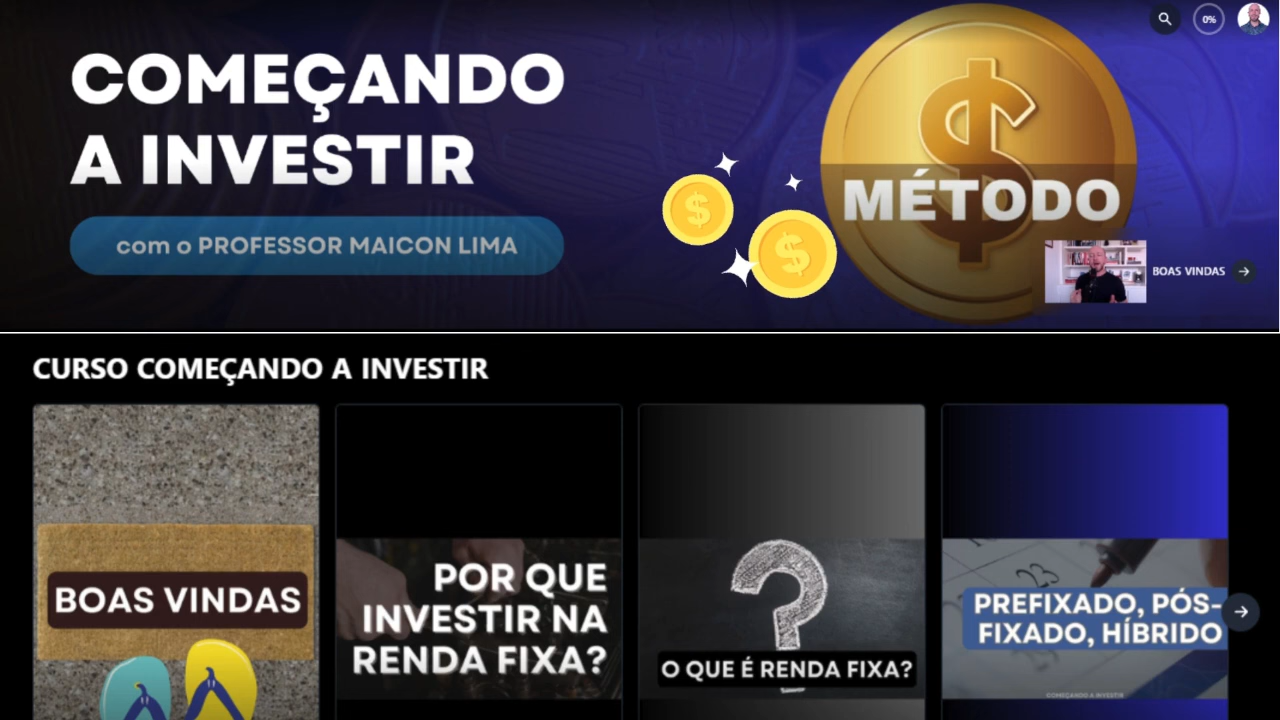 COMEÇANDO
A INVESTIR
com o PROFESSOR MAICON LIMA
0%
$
$
$
MÉTODO
BOAS VINDAS
CURSO COMEÇANDO A INVESTIR
BOAS VINDAS
POR QUE
INVESTIR NA
RENDA FIXA?
?
O QUE É RENDA FIXA?
23
PREFIXADO, PÓS-
FIXADO, HÍBRIDO
COMEÇANDO A INVESTIR